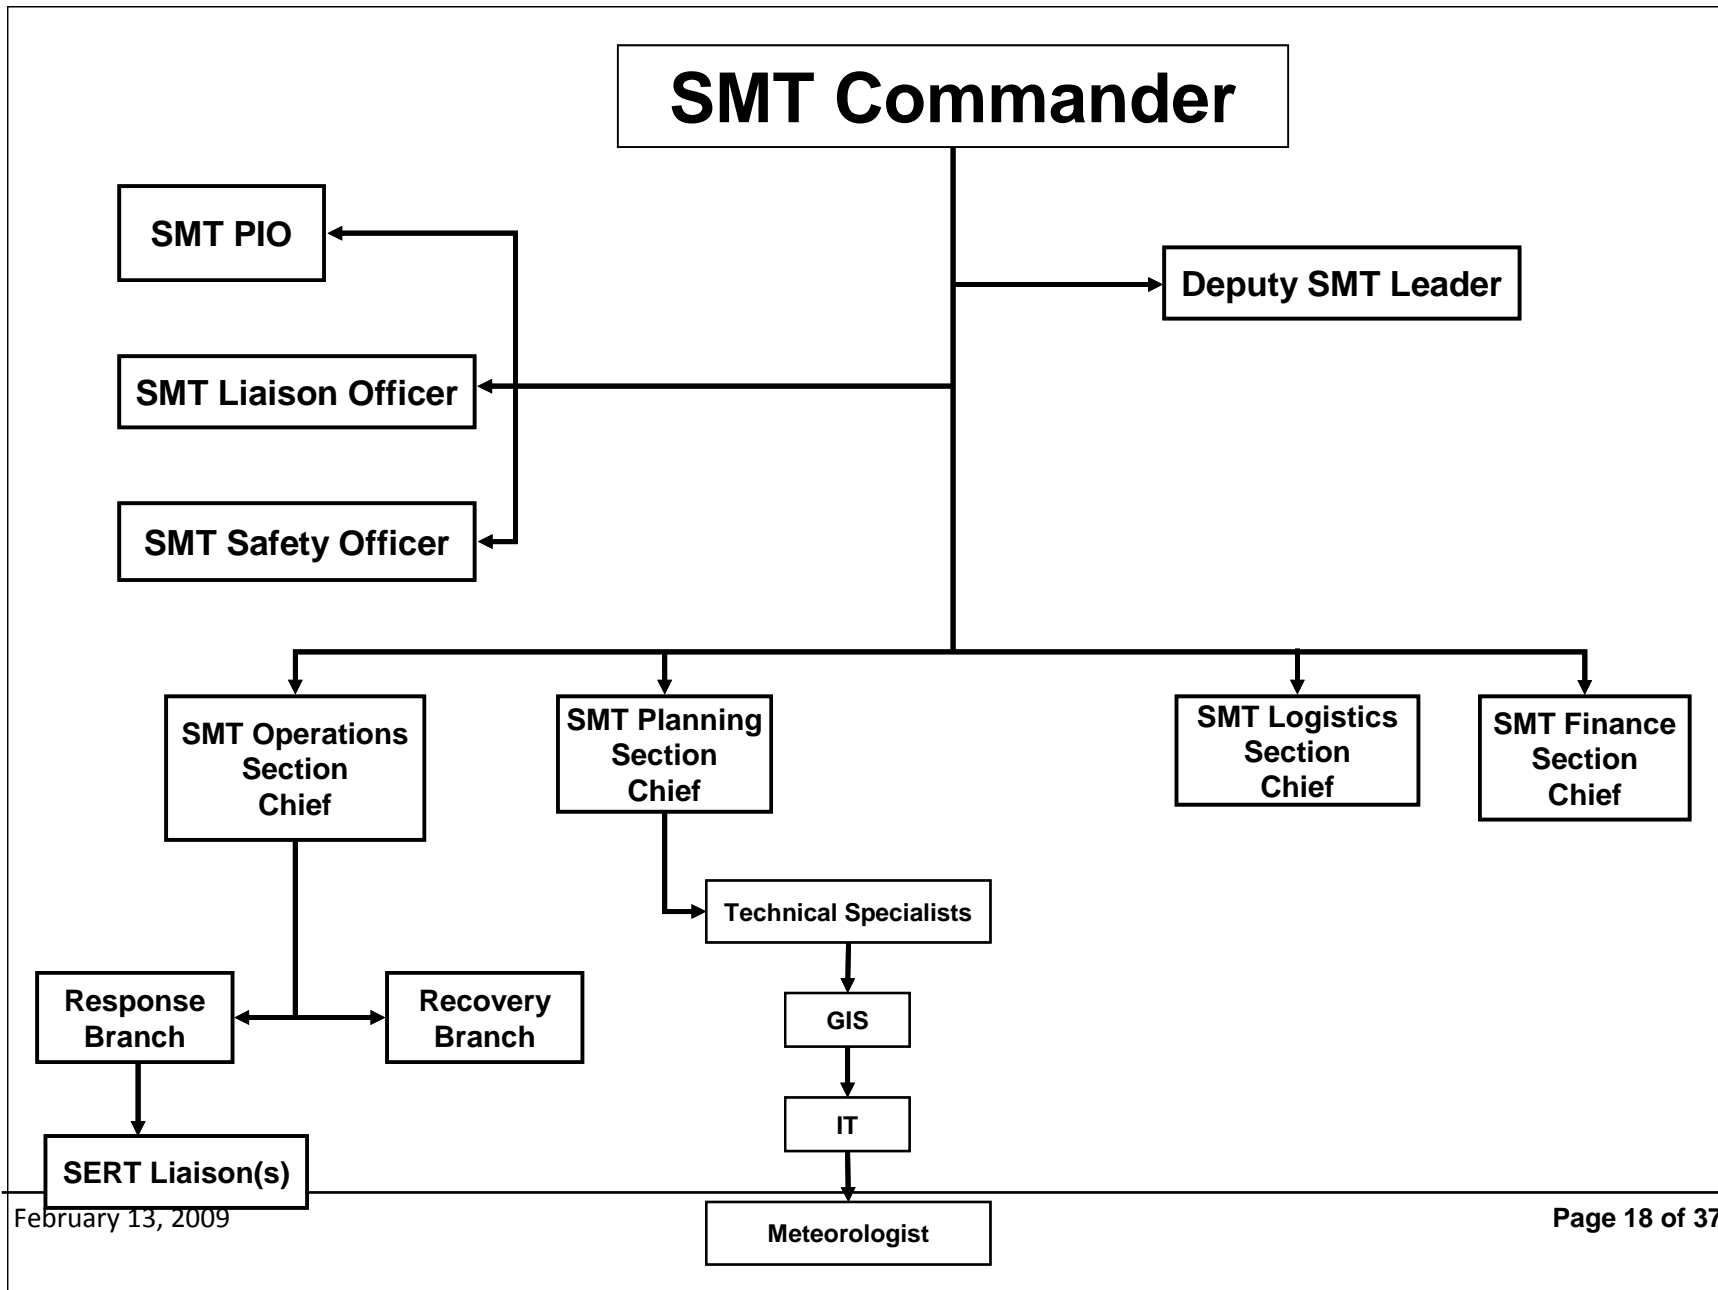 SMT Commander
SMT PIO
Deputy SMT Leader
SMT Liaison Officer
SMT Safety Officer
SMT Operations
Section
Chief
SMT Planning
Section
Chief
SMT Logistics
Section
Chief
SMT Finance
Section
Chief
Technical Specialists
Response
Branch
Recovery
Branch
GIS
IT
SERT Liaison(s)
Meteorologist
February 13, 2009
Page 18 of 37